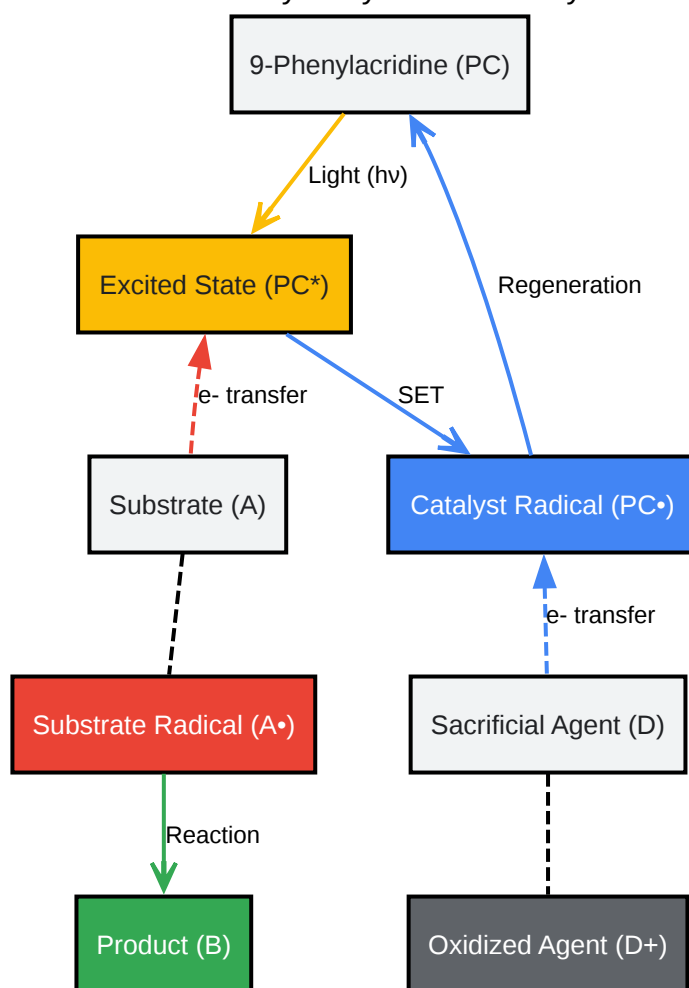 9-Phenylacridine (PC)
Light (hν)
Excited State (PC*)
Regeneration
e- transfer
SET
Substrate (A)
Catalyst Radical (PC•)
e- transfer
Substrate Radical (A•)
Sacrificial Agent (D)
Reaction
Product (B)
Oxidized Agent (D+)